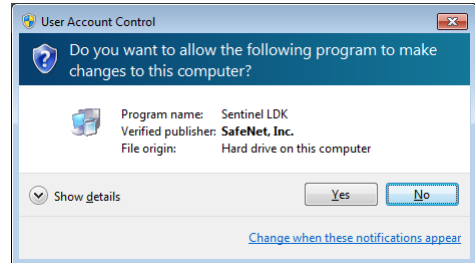 User Account Control
Do you want to allow the following program to make
changes to this computer?
Program name: Sentinel LDK
Verified publisher: SafeNet, Inc.
File origin: Hard drive on this computer
Show details
Yes
No
Change when these notifications appear